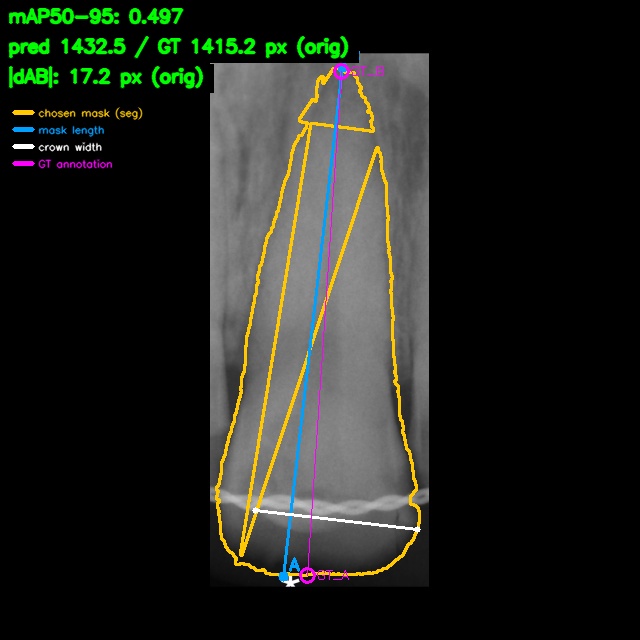 mAP50-95: 0.497
pred 1432.5 / GT 1415.2 px (orig)
|dAB|: 17.2 px (orig)
chosen mask (seg)
mask length
crown width
GT annotation
A
GT_A